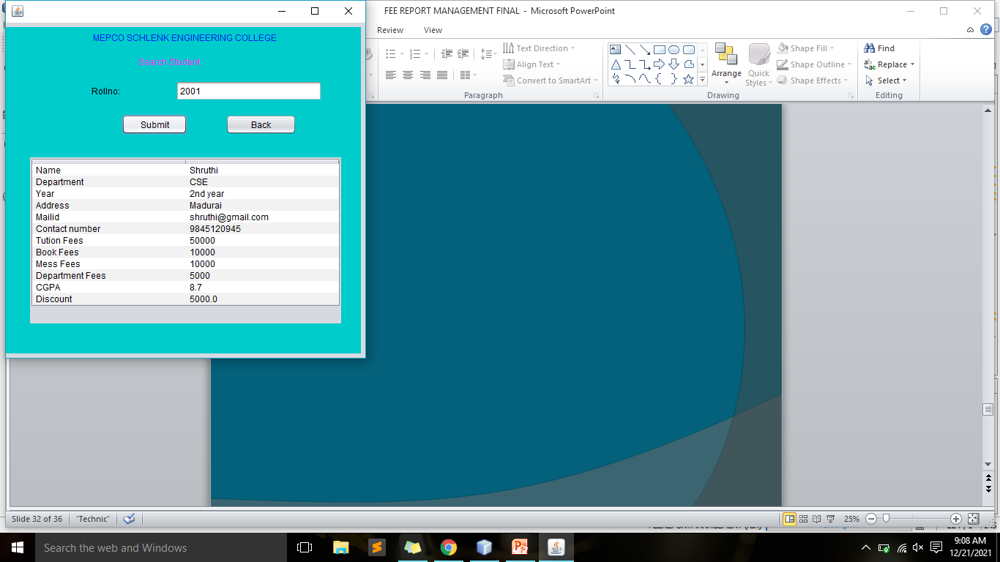 FEE REPORT MANAGEMENT FINAL - Microsoft PowerPoint
MEPCO SCHLENK ENGINEERING COLLEGE
Search Student
Rollno: 2001
Submit Back
Name Shruthi
Department CSE
Year 2nd year
Address Madurai
Mailid shruthi@gmail.com
Contact number 9845120945
Tution Fees 50000
Book Fees 10000
Mess Fees 10000
Department Fees 5000
CGPA 8.7
Discount 5000.0
Review View
Text Direction
Align Text
Convert to SmartArt
Paragraph
Arrange
Quick Styles
Shape Fill
Shape Outline
Shape Effects
Drawing
Find
Replace
Select
Editing
Slide 32 of 36 "Technic" 25%
Search the web and Windows
9:08 AM
12/21/2021